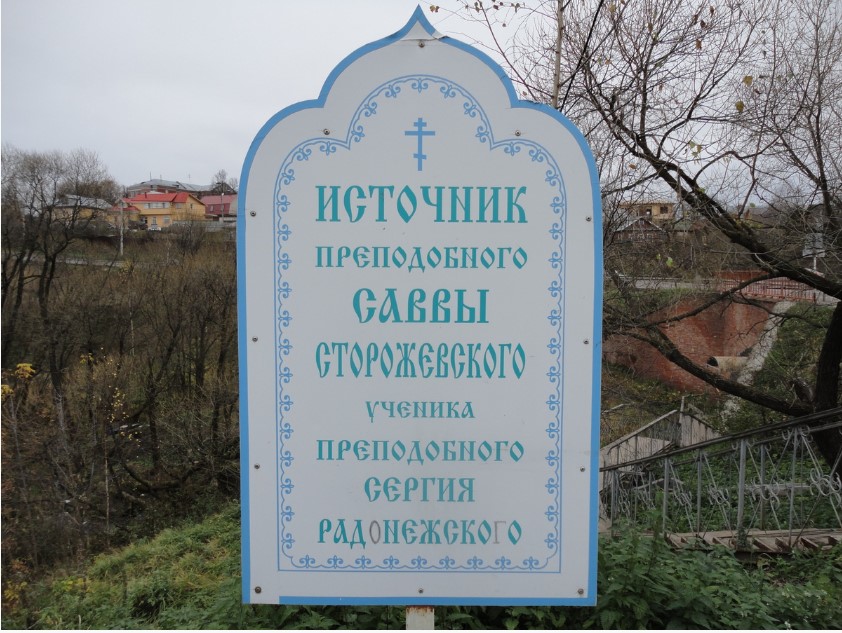 ИСТОЧНИК
ПРЕПОДОБНОГО
САВВЫ
СТОРОЖЕВСКОГО
УЧЕНИКА
ПРЕПОДОБНОГО
СЕРГИЯ
РАДОНЕЖСКОГО